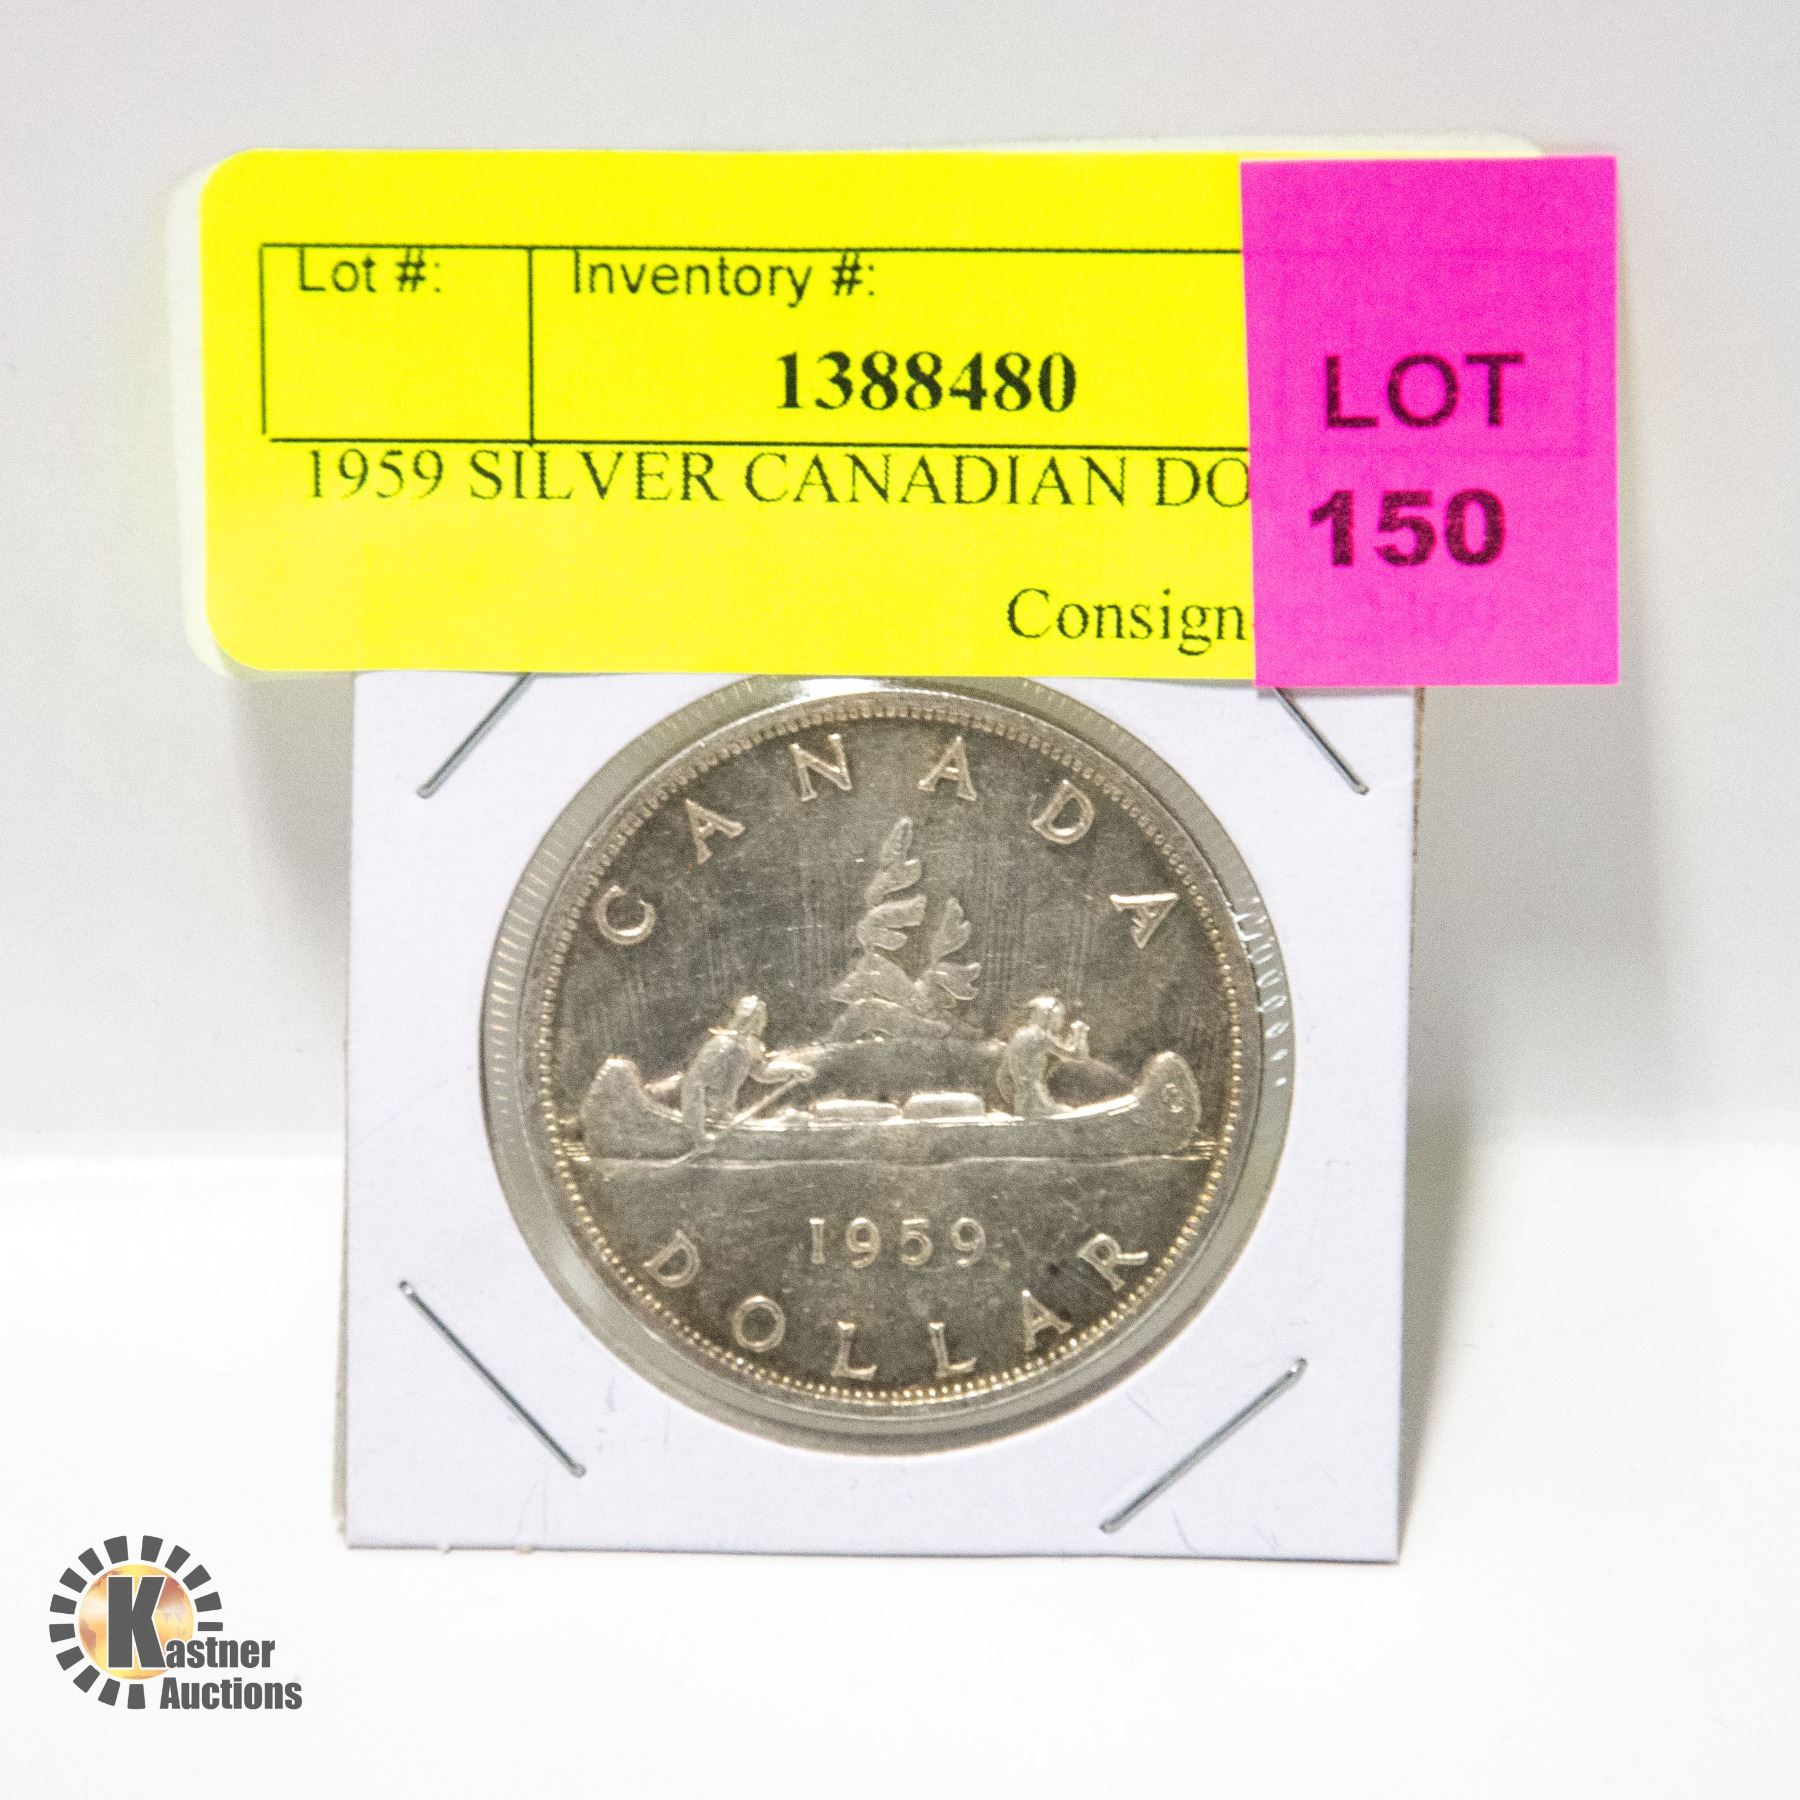 Lot #: Inventory #:
1388480
LOT
1959 SILVER CANADIAN DO
150
Consign
CANADA
1959
DOLLAR
Kastner
Auctions